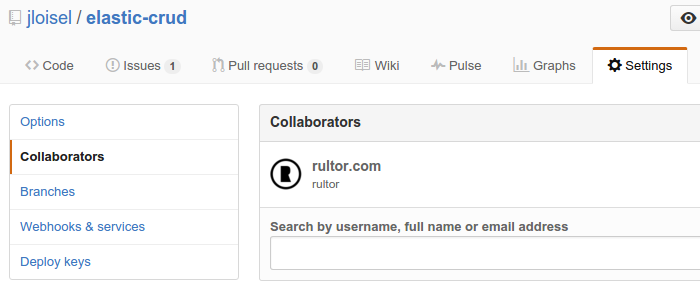 jloisel / elastic-crud
Code Issues 1 Pull requests 0 Wiki Pulse Graphs Settings
Options
Collaborators
Branches
Webhooks & services
Deploy keys
Collaborators
R
rultor.com
rultor
Search by username, full name or email address